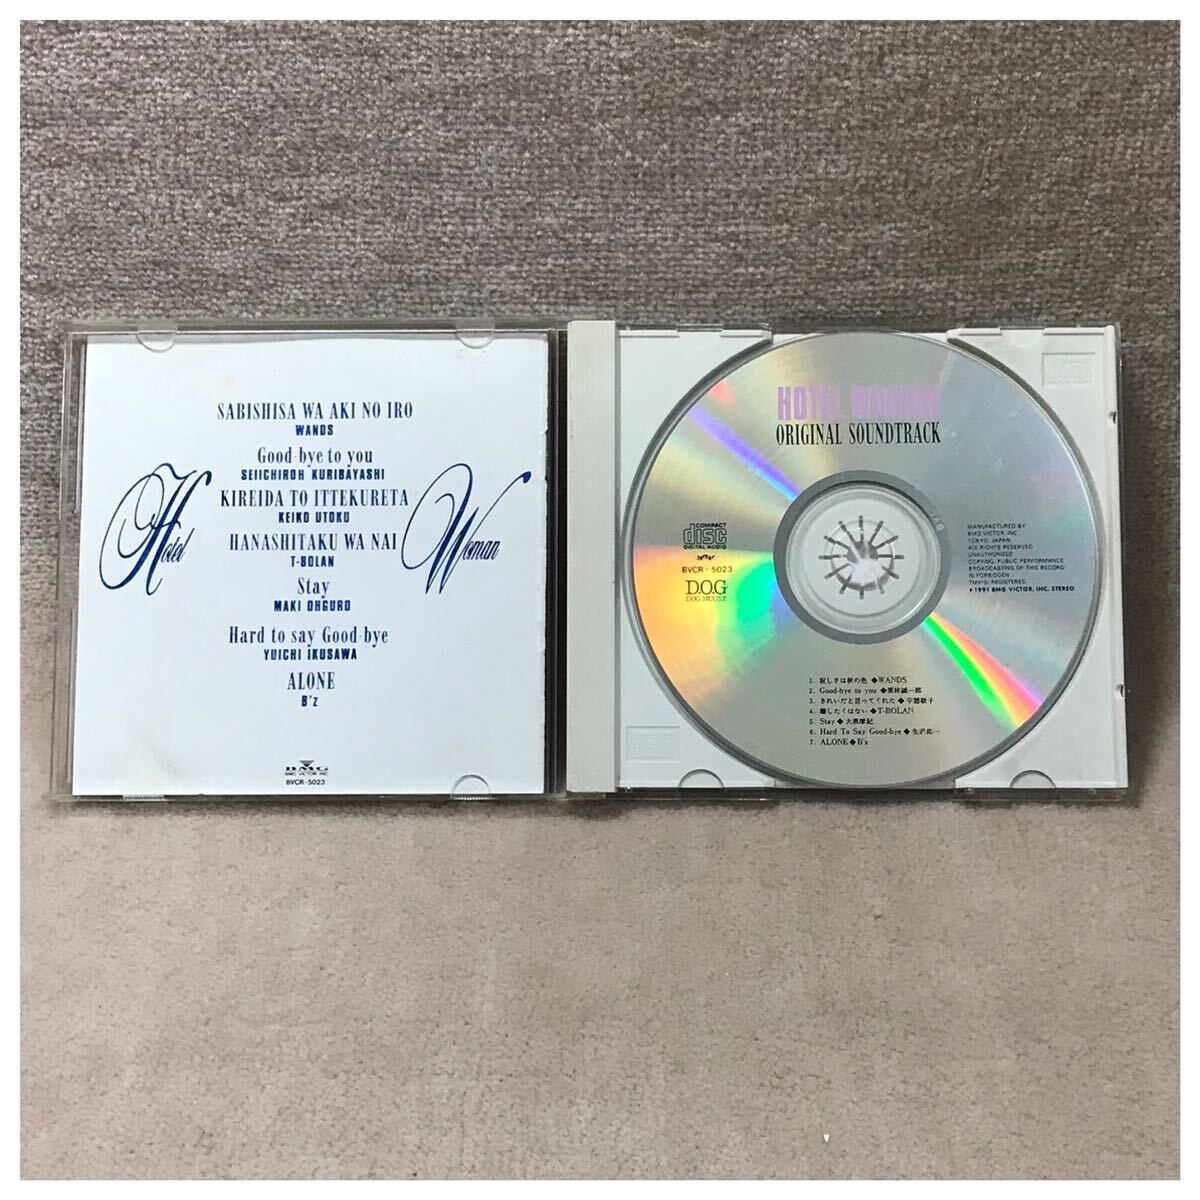 SABISHISA WA AKI NO IRO
WANDS
Good-bye to you
SEIICHIROH KURIBAYASHI
KIREIDA TO ITTEKURETA
KEIKO UTOKU
HANASHITAKU WA NAI
T-BOLAN
Stay
MAKI OHGURO
Hard to say Good-bye
YUICHI IKUSAWA
ALONE
B'z
Hotel
Woman
BMG
BMG VICTOR INC
BVCR-5023
HOTEL WOMAN
ORIGINAL SOUNDTRACK
COMPACT
disc
DIGITAL AUDIO
BVCR-5023
D.O.G
DOG HOUSE
MANUFACTURED BY
BMG VICTOR, INC.
TOKYO, JAPAN
ALL RIGHTS RESERVED
UNAUTHORIZED
COPYING, PUBLIC PERFORMANCE
BROADCASTING OF THIS RECORD
IS FORBIDDEN
1991 BMG VICTOR, INC. STEREO
1. 寂しさは秋の色 ◆WANDS
2. Good-bye to you ◆栗林誠一郎
3. きれいだと言ってくれた ◆宇徳敬子
4. 離したくはない ◆T-BOLAN
5. Stay ◆大黒摩紀
6. Hard To Say Good-bye ◆生沢佑一
7. ALONE ◆B'z